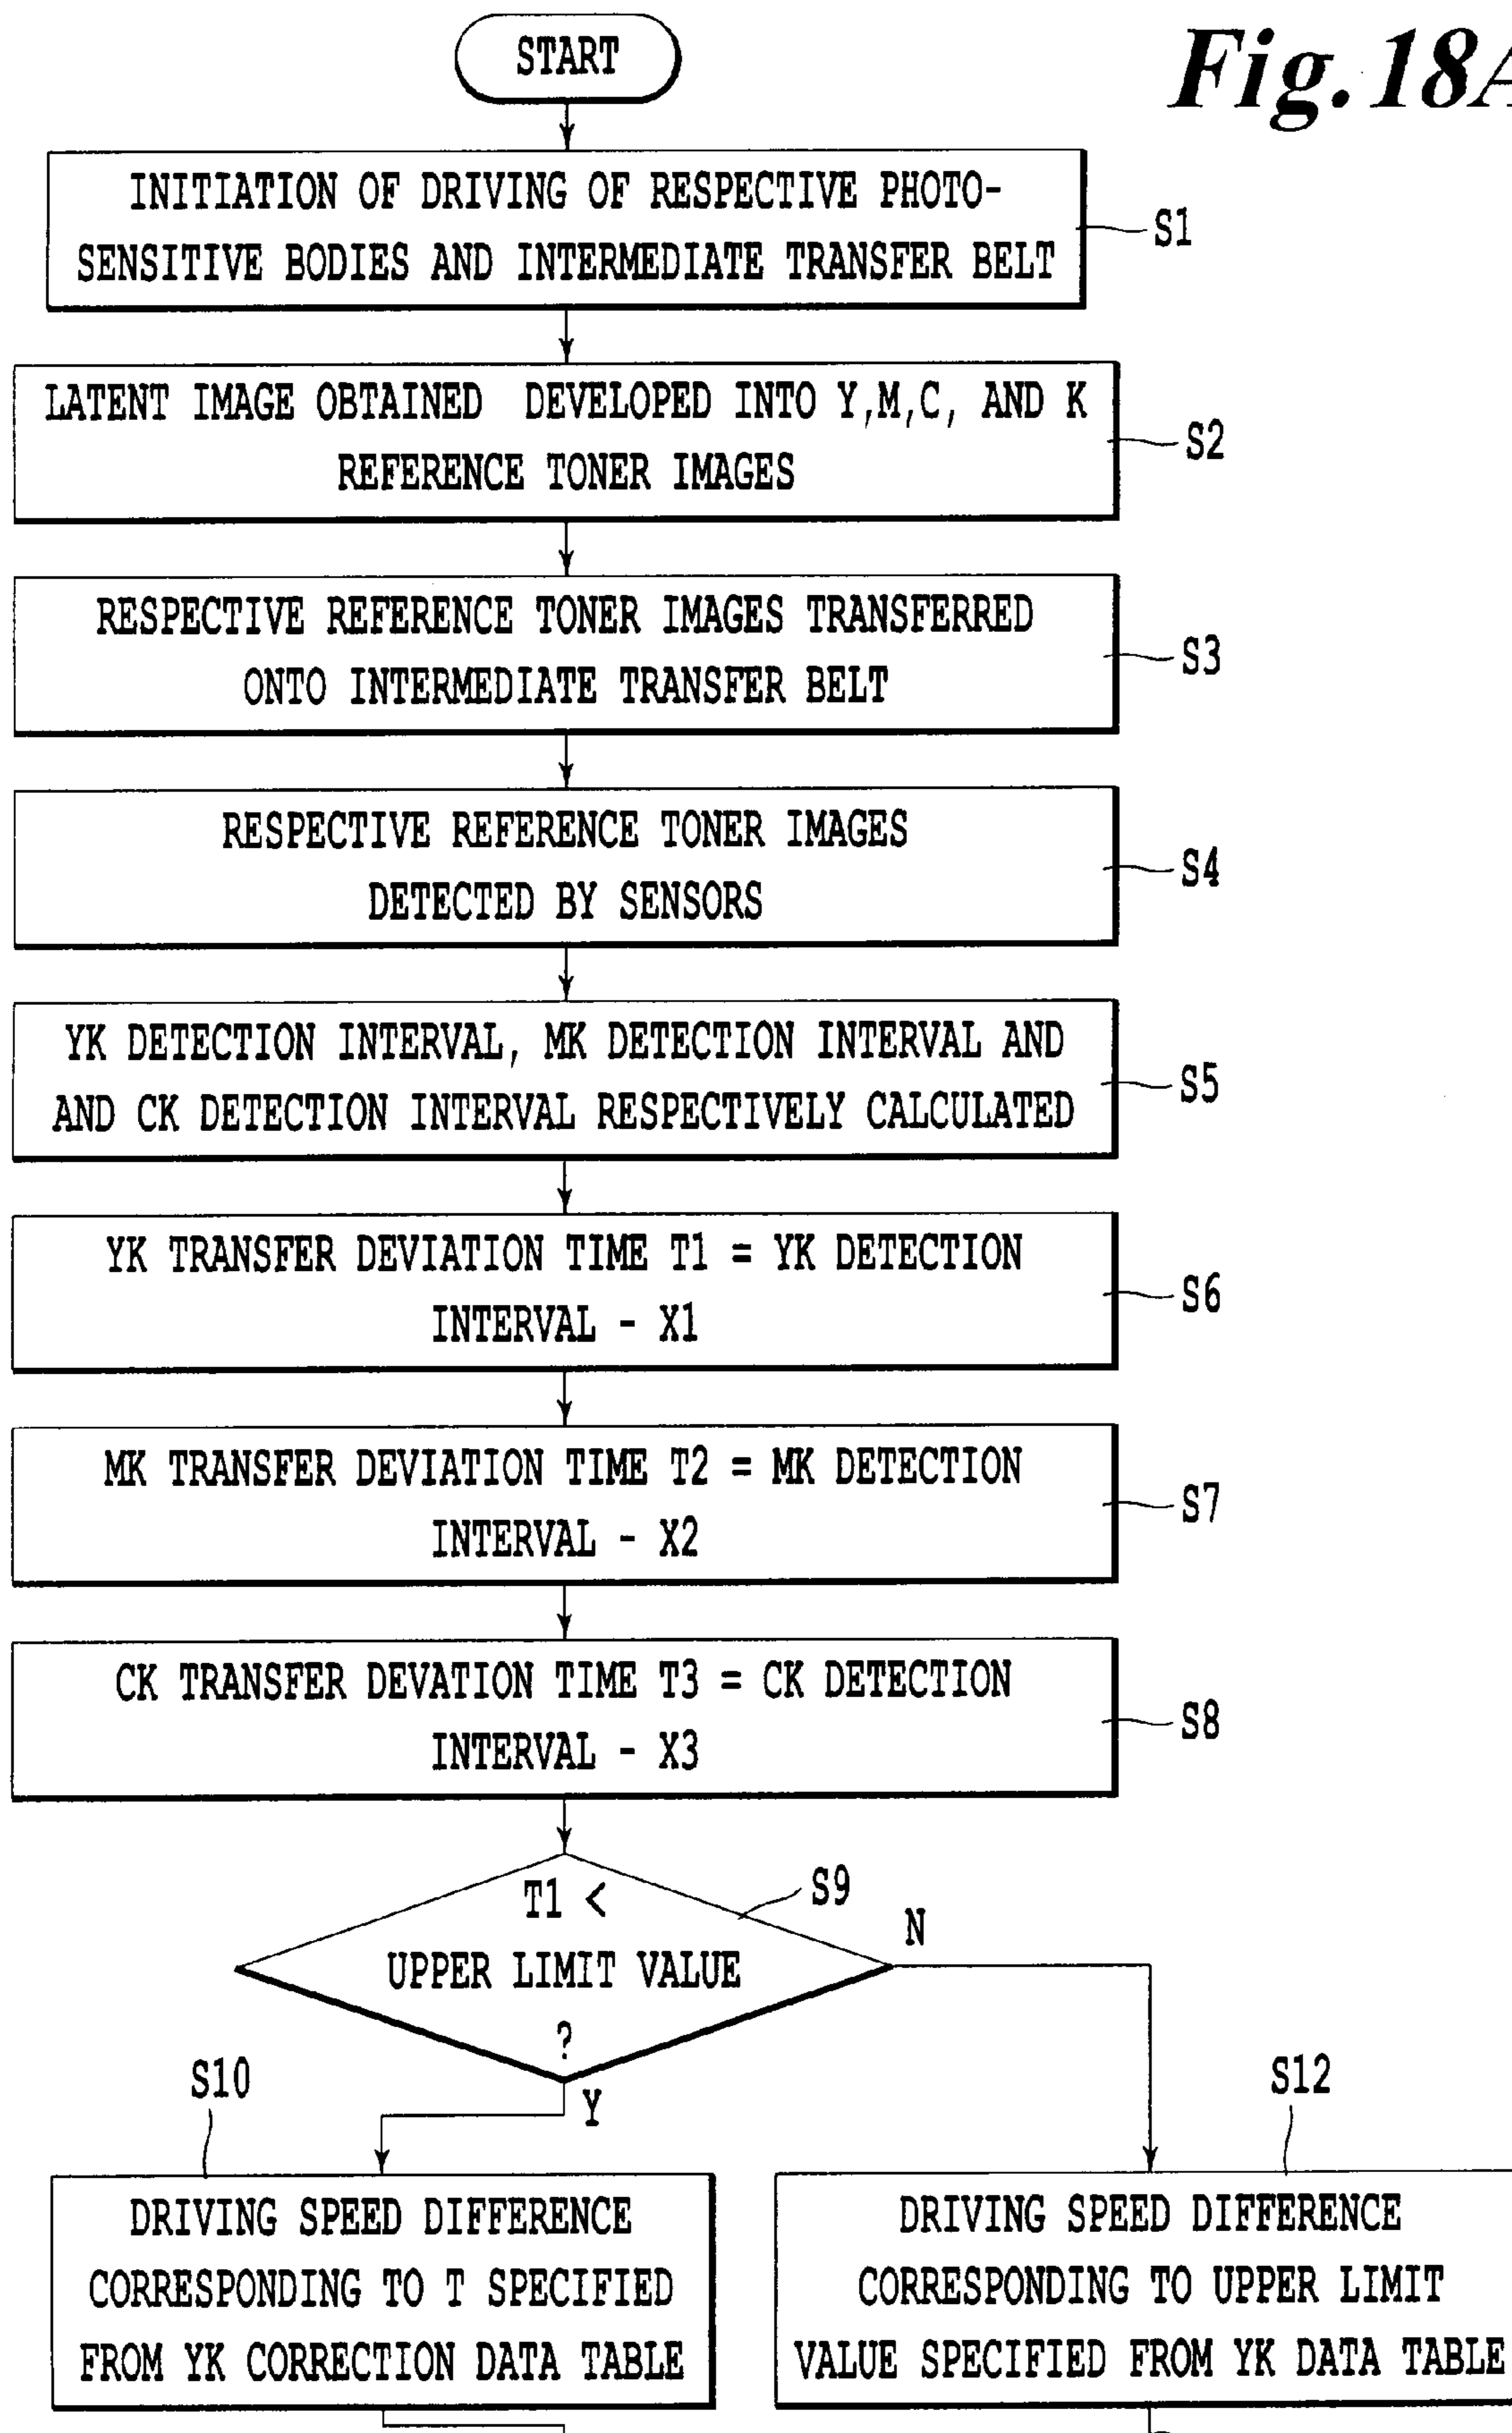 START
Fig.18A
INITIATION OF DRIVING OF RESPECTIVE PHOTO-
SENSITIVE BODIES AND INTERMEDIATE TRANSFER BELT
S1
LATENT IMAGE OBTAINED DEVELOPED INTO Y,M,C, AND K
REFERENCE TONER IMAGES
S2
RESPECTIVE REFERENCE TONER IMAGES TRANSFERRED
ONTO INTERMEDIATE TRANSFER BELT
S3
RESPECTIVE REFERENCE TONER IMAGES
DETECTED BY SENSORS
S4
YK DETECTION INTERVAL, MK DETECTION INTERVAL AND
AND CK DETECTION INTERVAL RESPECTIVELY CALCULATED
S5
YK TRANSFER DEVIATION TIME T1 = YK DETECTION
INTERVAL - X1
S6
MK TRANSFER DEVIATION TIME T2 = MK DETECTION
INTERVAL - X2
S7
CK TRANSFER DEVATION TIME T3 = CK DETECTION
INTERVAL - X3
S8
T1 <
UPPER LIMIT VALUE
?
S9
N
Y
S10
DRIVING SPEED DIFFERENCE
CORRESPONDING TO T SPECIFIED
FROM YK CORRECTION DATA TABLE
S12
DRIVING SPEED DIFFERENCE
CORRESPONDING TO UPPER LIMIT
VALUE SPECIFIED FROM YK DATA TABLE